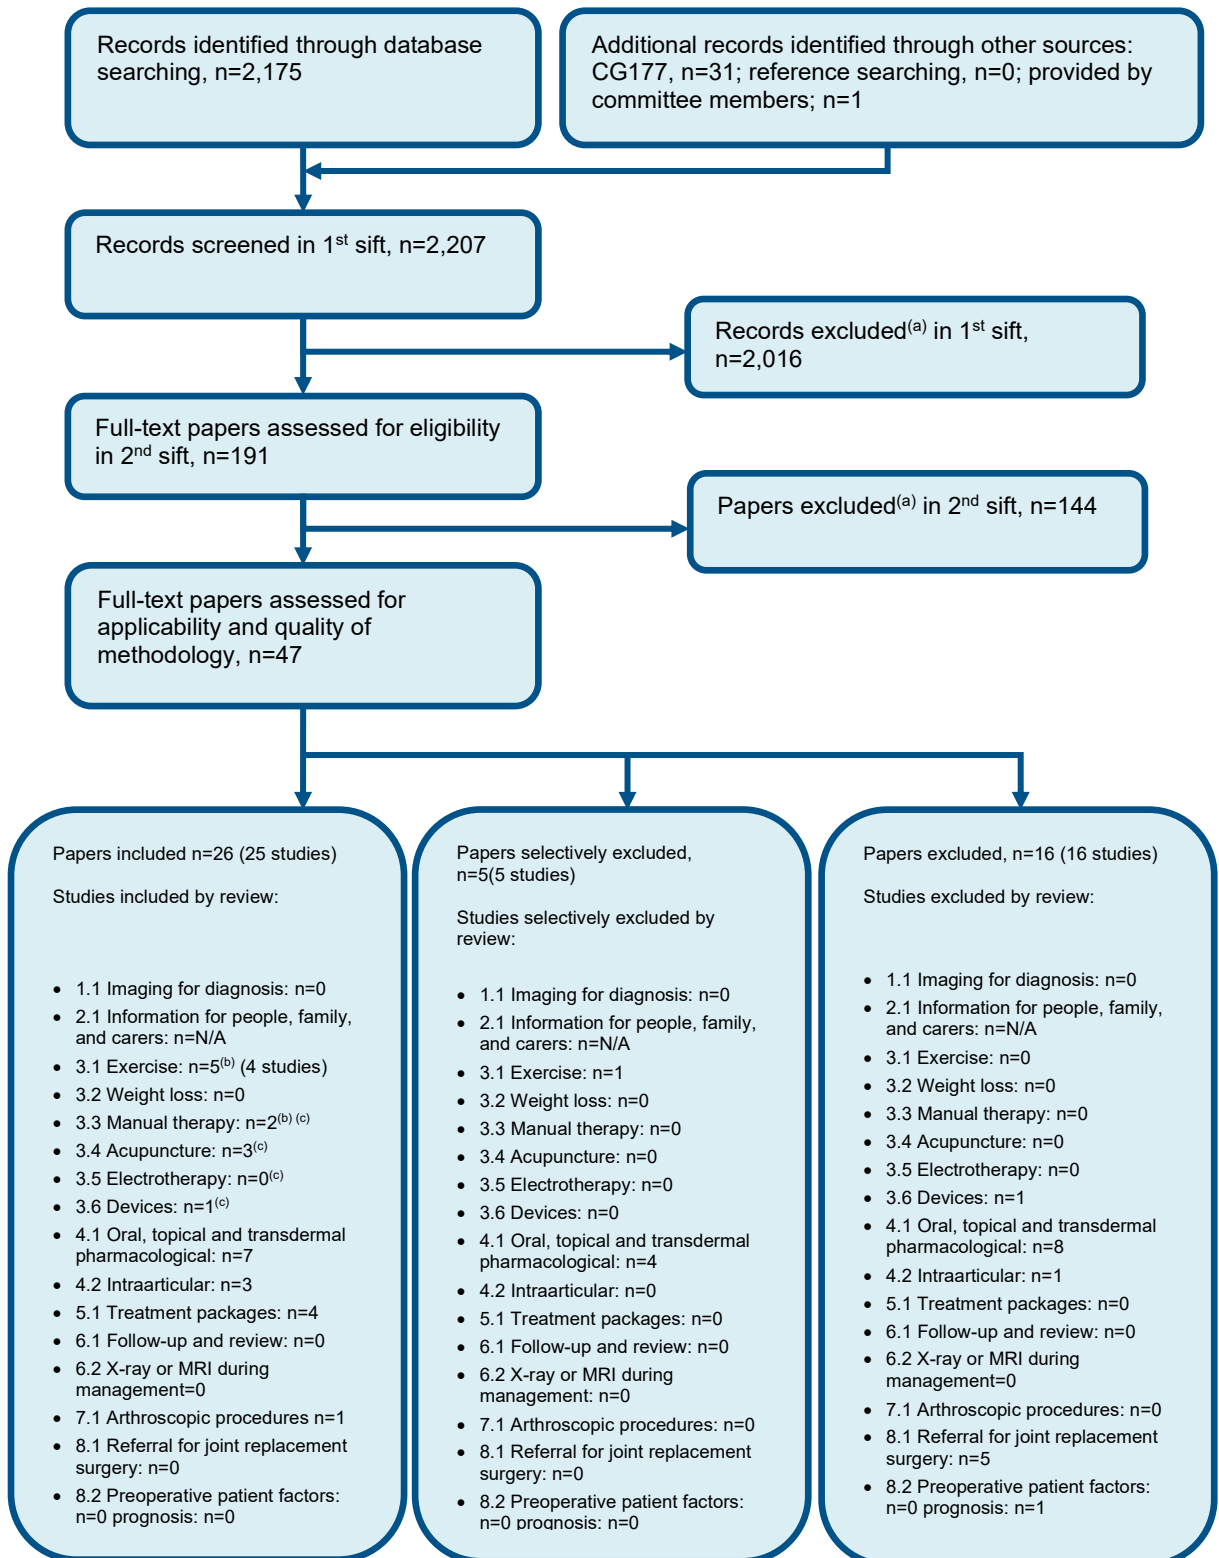 Records identified through database
searching, n=2,175
Additional records identified through other sources:
CG177, n=31; reference searching, n=0; provided by
committee members; n=1
Records screened in 1st sift, n=2,207
Records excluded(a) in 1st sift,
n=2,016
Full-text papers assessed for eligibility
in 2nd sift, n=191
Papers excluded(a) in 2nd sift, n=144
Full-text papers assessed for
applicability and quality of
methodology, n=47
Papers included n=26 (25 studies)
Studies included by review:
• 1.1 Imaging for diagnosis: n=0
• 2.1 Information for people, family,
and carers: n=N/A
• 3.1 Exercise: n=5(b) (4 studies)
• 3.2 Weight loss: n=0
• 3.3 Manual therapy: n=2(b) (c)
• 3.4 Acupuncture: n=3(c)
• 3.5 Electrotherapy: n=0(c)
• 3.6 Devices: n=1(c)
• 4.1 Oral, topical and transdermal
pharmacological: n=7
• 4.2 Intraarticular: n=3
• 5.1 Treatment packages: n=4
• 6.1 Follow-up and review: n=0
• 6.2 X-ray or MRI during
management=0
• 7.1 Arthroscopic procedures n=1
• 8.1 Referral for joint replacement
surgery: n=0
• 8.2 Preoperative patient factors:
n=0 prognosis: n=0
Papers selectively excluded,
n=5(5 studies)
Studies selectively excluded by
review:
• 1.1 Imaging for diagnosis: n=0
• 2.1 Information for people, family,
and carers: n=N/A
• 3.1 Exercise: n=1
• 3.2 Weight loss: n=0
• 3.3 Manual therapy: n=0
• 3.4 Acupuncture: n=0
• 3.5 Electrotherapy: n=0
• 3.6 Devices: n=0
• 4.1 Oral, topical and transdermal
pharmacological: n=4
• 4.2 Intraarticular: n=0
• 5.1 Treatment packages: n=0
• 6.1 Follow-up and review: n=0
• 6.2 X-ray or MRI during
management: n=0
• 7.1 Arthroscopic procedures: n=0
• 8.1 Referral for joint replacement
surgery: n=0
• 8.2 Preoperative patient factors:
n=0 prognosis: n=0
Papers excluded, n=16 (16 studies)
Studies excluded by review:
• 1.1 Imaging for diagnosis: n=0
• 2.1 Information for people, family,
and carers: n=N/A
• 3.1 Exercise: n=0
• 3.2 Weight loss: n=0
• 3.3 Manual therapy: n=0
• 3.4 Acupuncture: n=0
• 3.5 Electrotherapy: n=0
• 3.6 Devices: n=1
• 4.1 Oral, topical and transdermal
pharmacological: n=8
• 4.2 Intraarticular: n=1
• 5.1 Treatment packages: n=0
• 6.1 Follow-up and review: n=0
• 6.2 X-ray or MRI during
management=0
• 7.1 Arthroscopic procedures: n=0
• 8.1 Referral for joint replacement
surgery: n=5
• 8.2 Preoperative patient factors:
n=0 prognosis: n=1